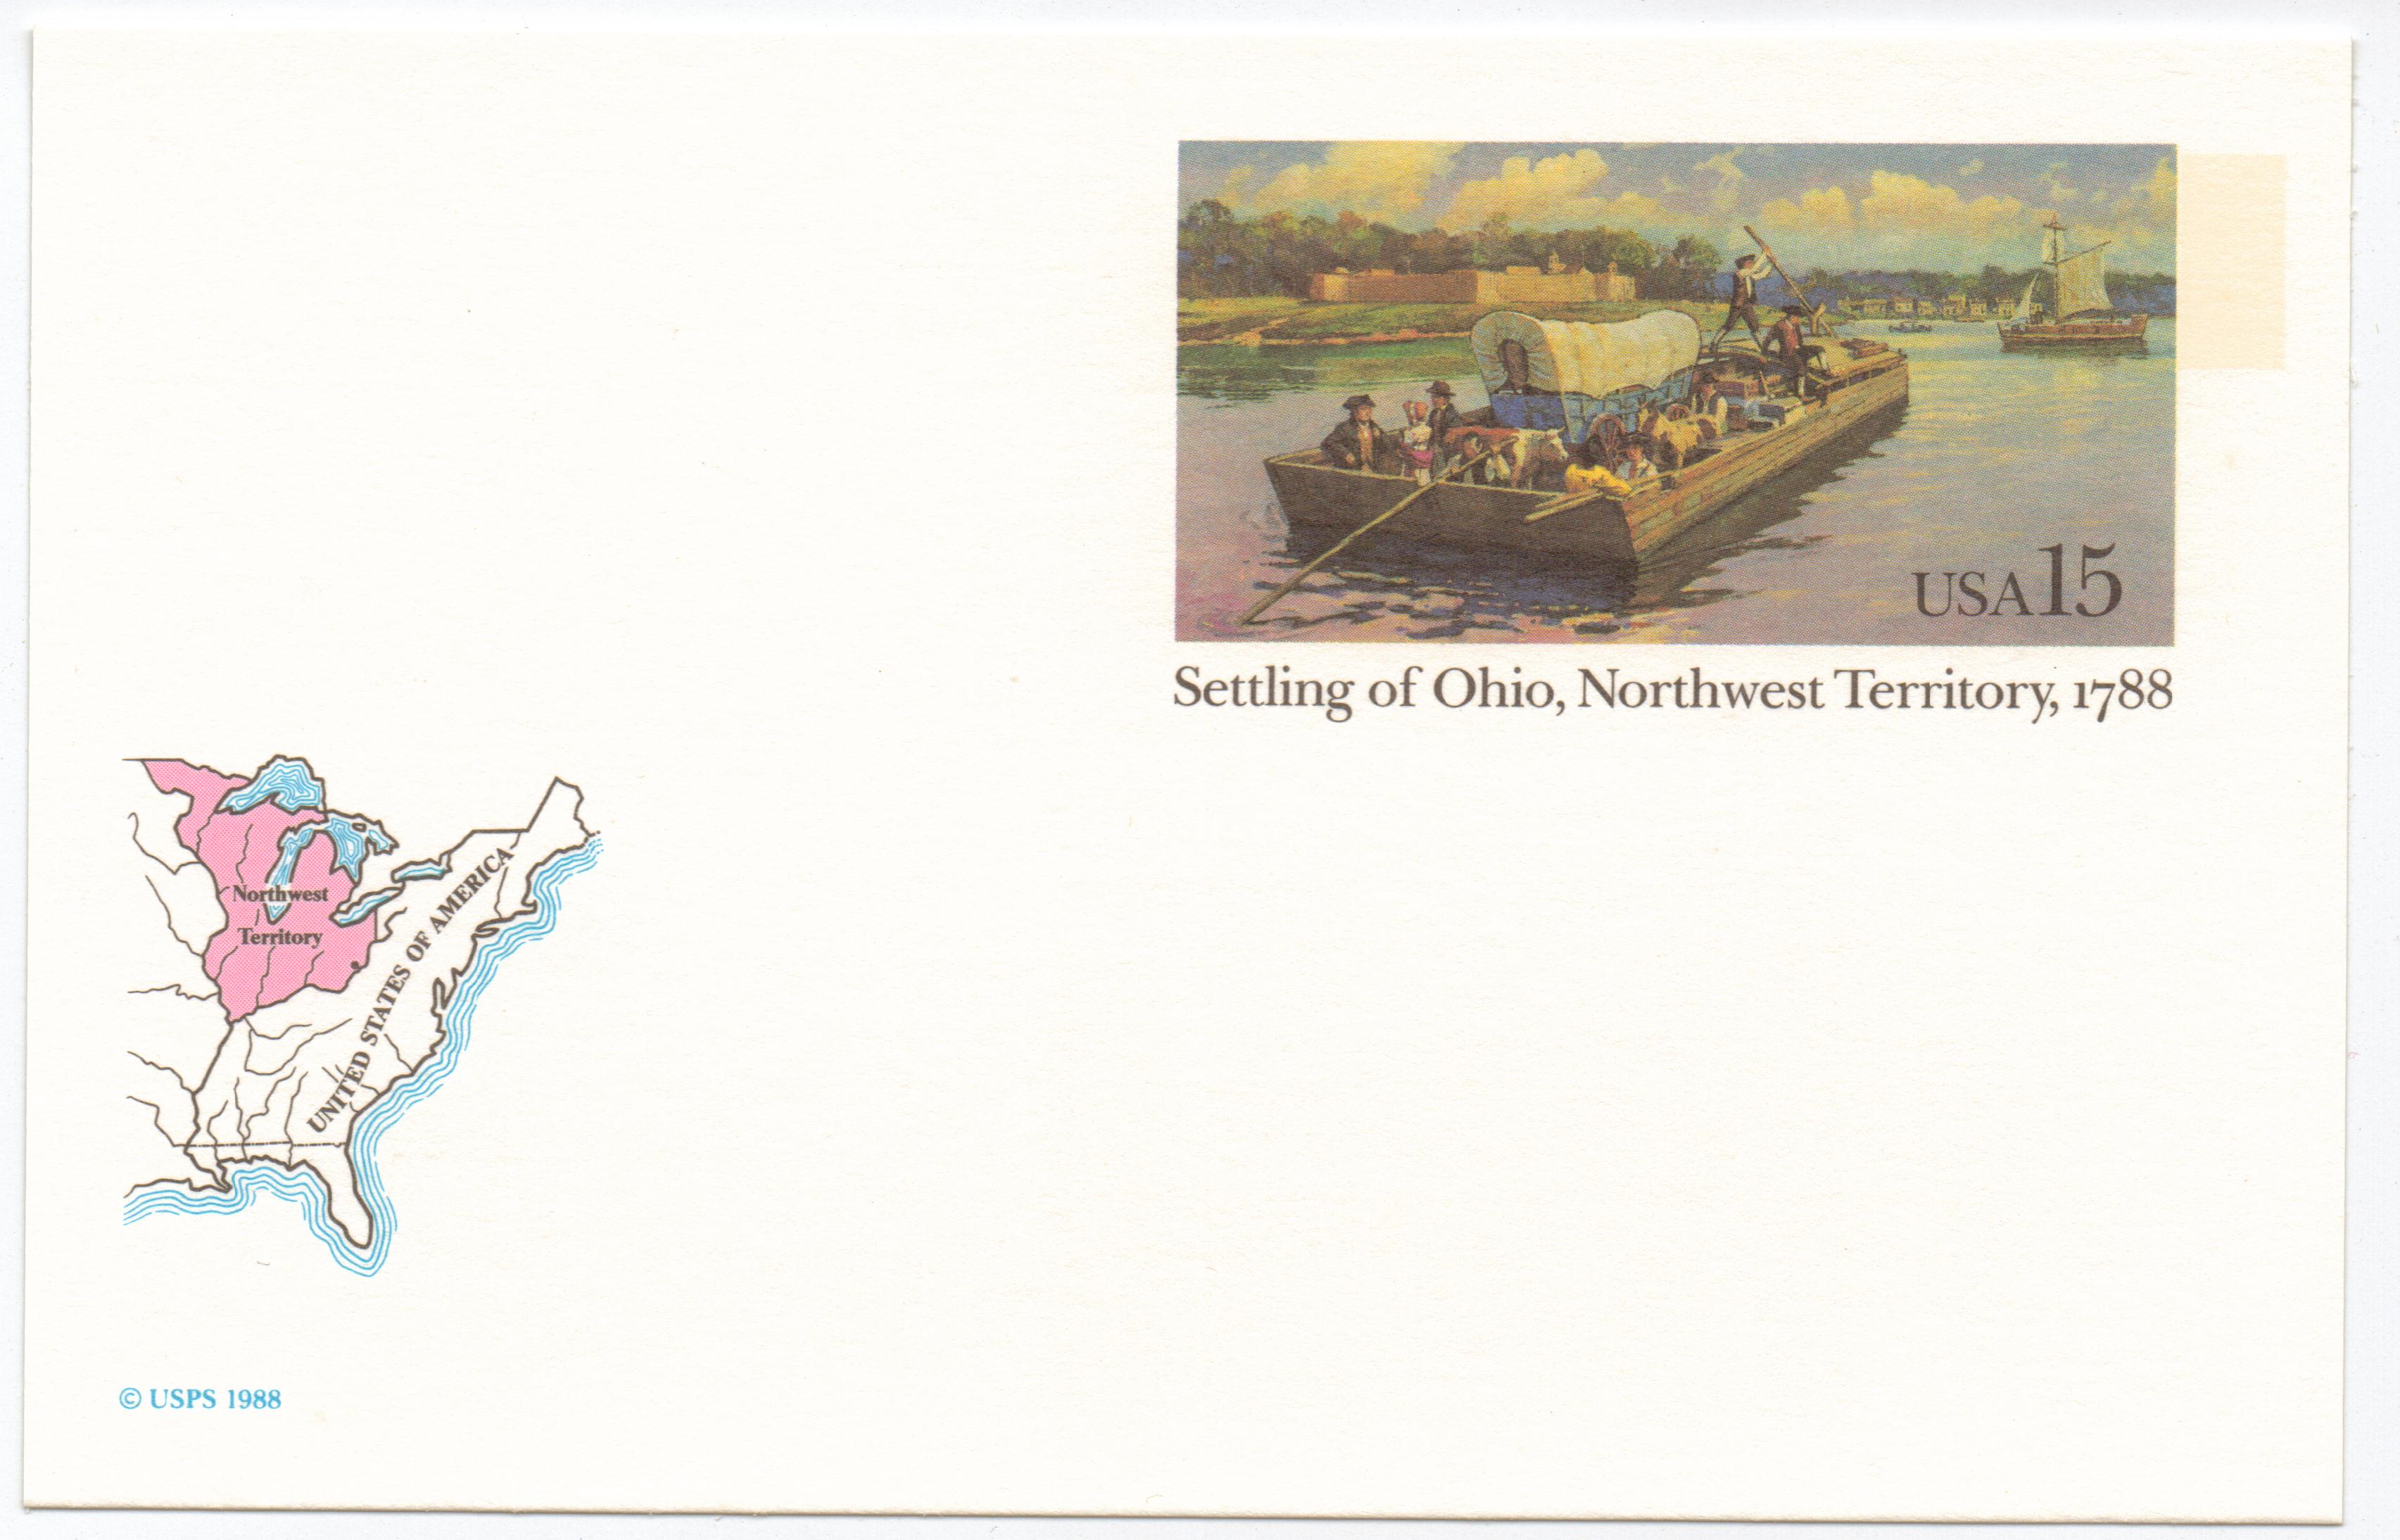 USA15
Settling of Ohio, Northwest Territory, 1788
Northwest
Territory
UNITED STATES OF AMERICA
© USPS 1988